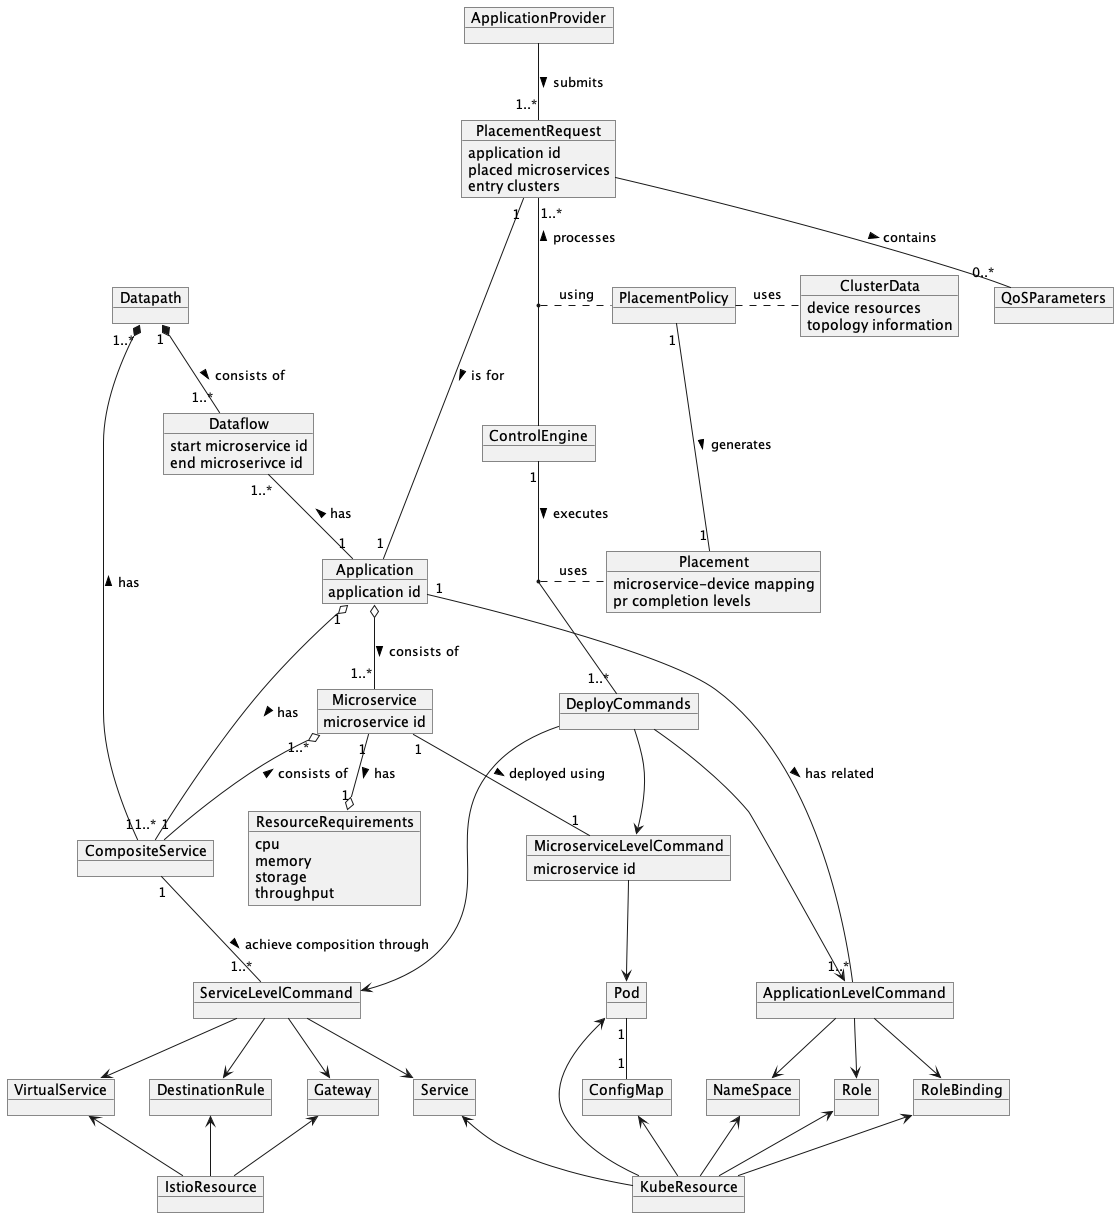 ApplicationProvider
submits
1..*
PlacementRequest
application id
placed microservices
entry clusters
1
1..*
processes
contains
0..*
Datapath
using
PlacementPolicy
uses
ClusterData
device resources
topology information
QoSParameters
1..*
1
1
consists of
is for
1..*
Dataflow
start microservice id
end microserivce id
ControlEngine
generates
1..*
1
has
executes
1
1
1
has
Application
application id
uses
Placement
microservice-device mapping
pr completion levels
1
1
consists of
1..*
1..*
Microservice
microservice id
DeployCommands
has
1..*
1
1
consists of
has
deployed using
has related
1
1
1..*
1
1
CompositeService
ResourceRequirements
cpu
memory
storage
throughput
MicroserviceLevelCommand
microservice id
1
achieve composition through
1..*
1..*
ServiceLevelCommand
Pod
ApplicationLevelCommand
1
1
VirtualService
DestinationRule
Gateway
Service
ConfigMap
NameSpace
Role
RoleBinding
IstioResource
KubeResource